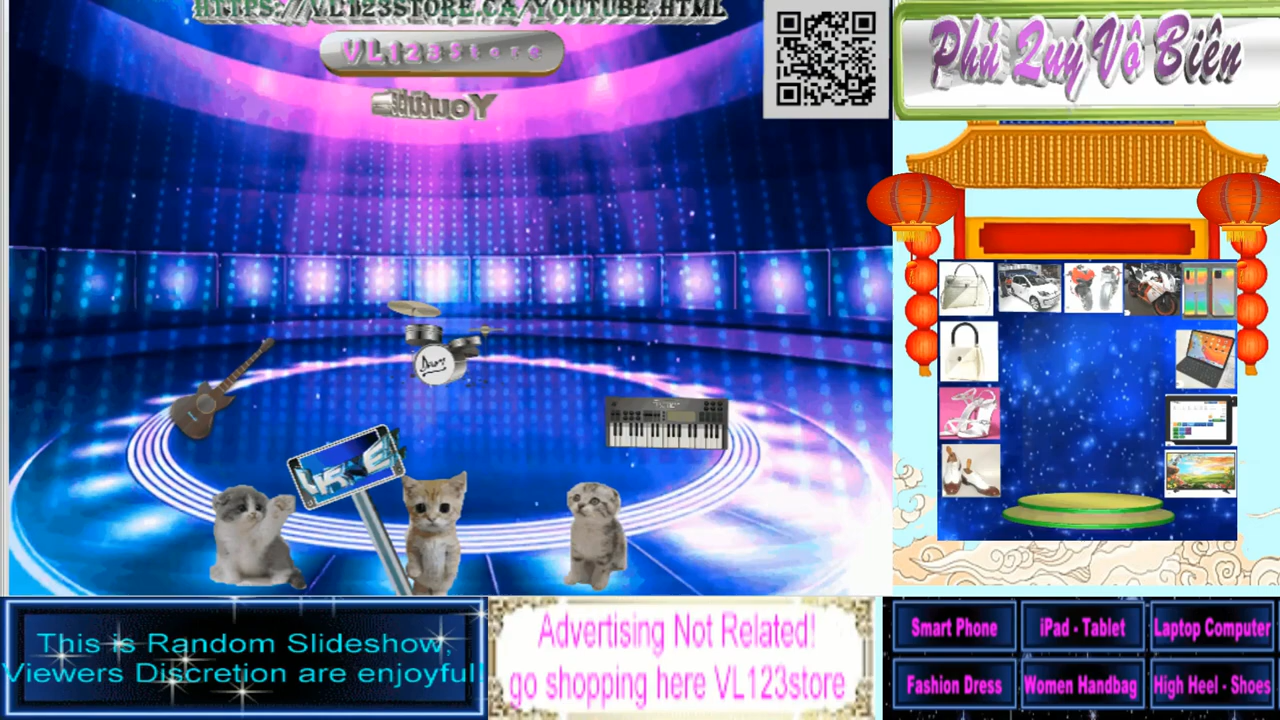 HTTPS://VL123STORE.CA/YOUTUBE.HTML
VL123Store
Phú Quý Vô Biên
This is Random Slideshow,
Viewers Discretion are enjoyful!
Advertising Not Related!
go shopping here VL123store
Smart Phone
iPad - Tablet
Laptop Computer
Fashion Dress
Women Handbag
High Heel - Shoes